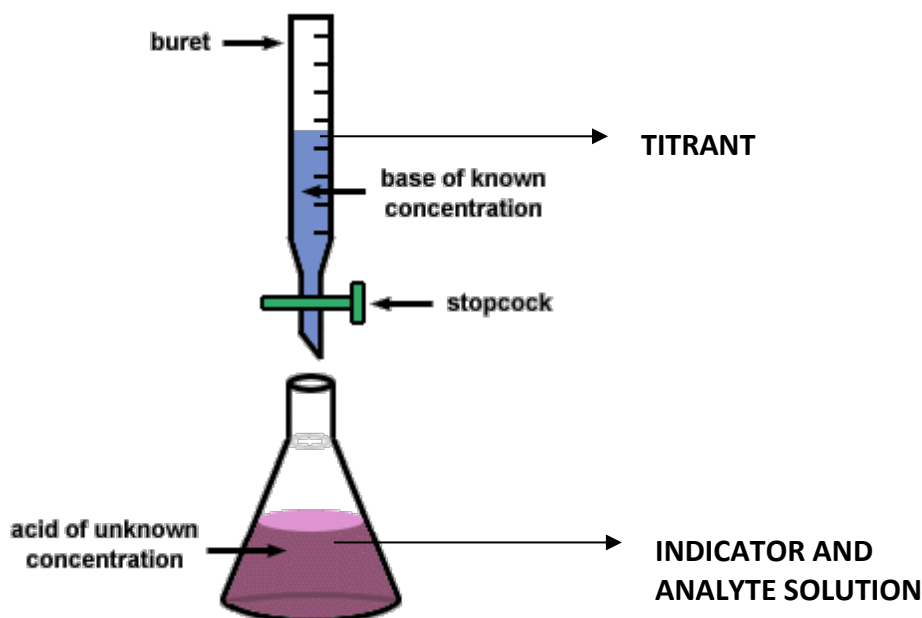 buret
TITRANT
base of known
concentration
stopcock
acid of unknown
concentration
INDICATOR AND
ANALYTE SOLUTION